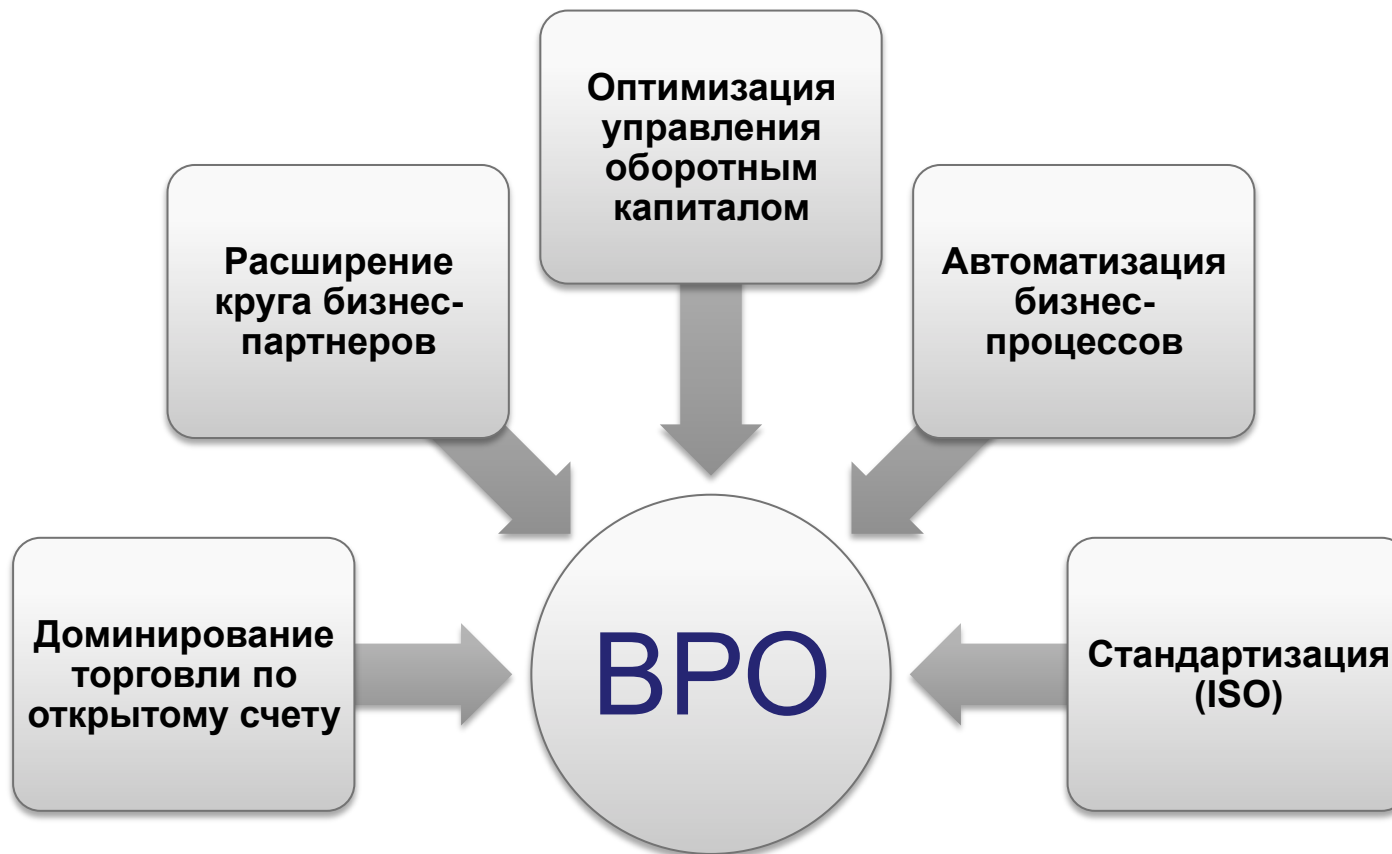 Оптимизация
управления
оборотным
капиталом
Расширение
круга бизнес-
партнеров
Автоматизация
бизнес-
процессов
Доминирование
торговли по
открытому счету
BPO
Стандартизация
(ISO)